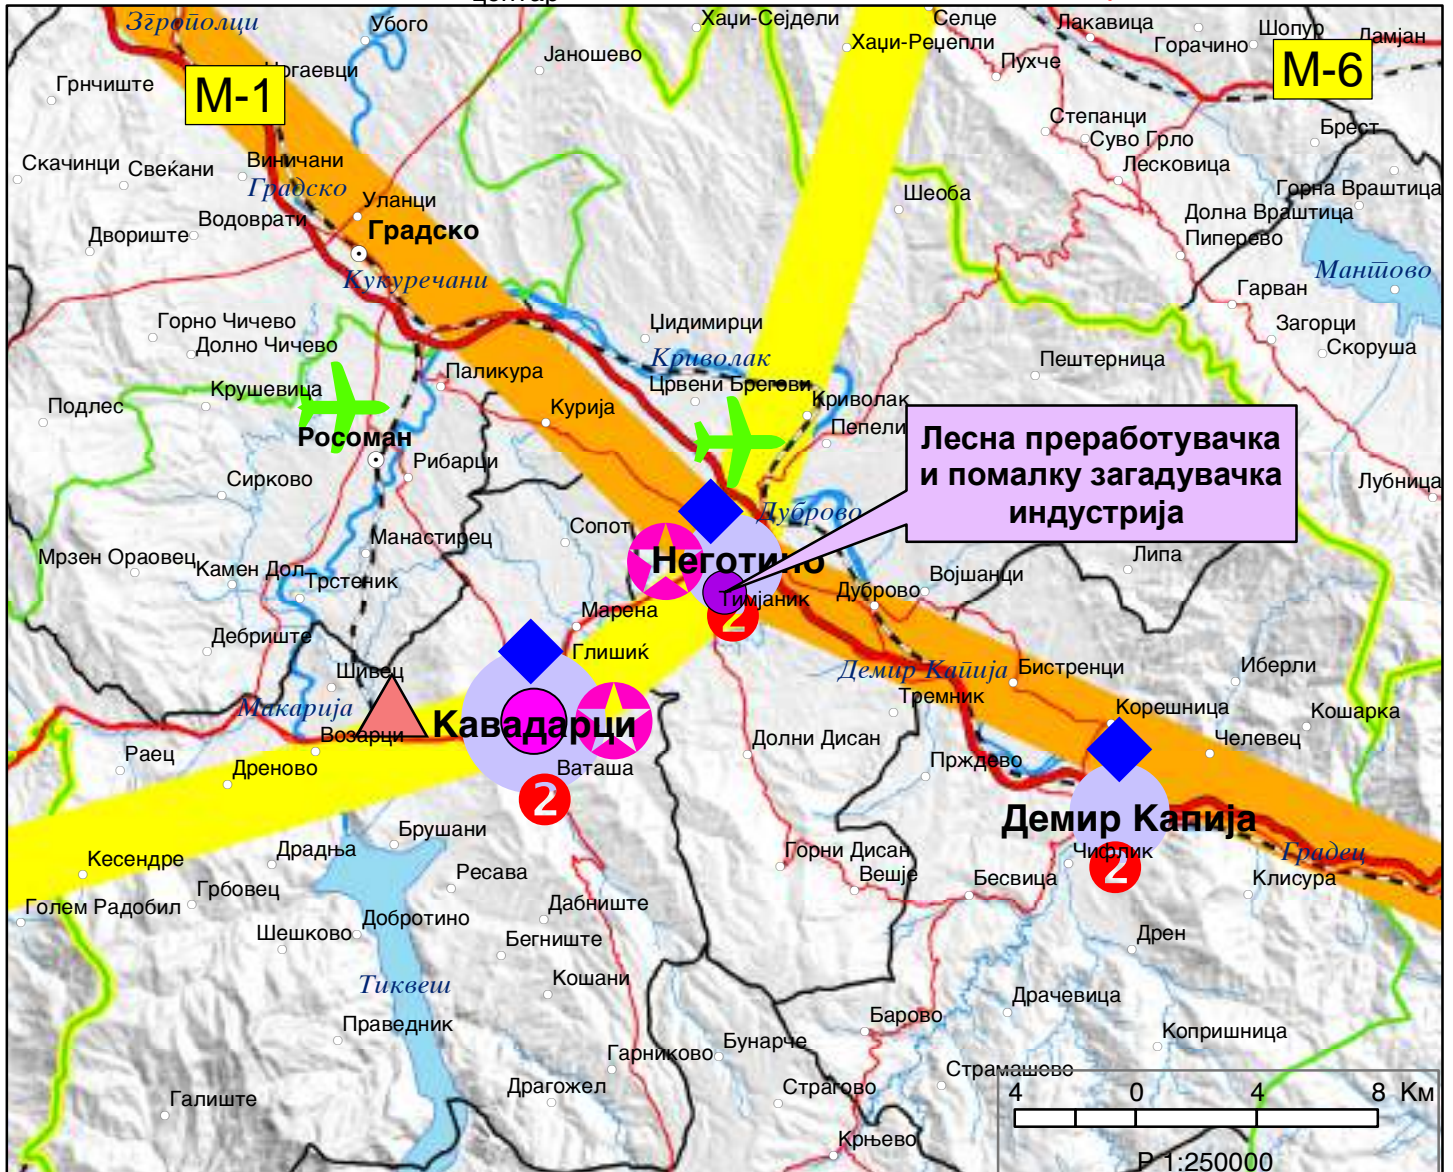 центар
Згрополци
Убого
Хаџи-Сејдели
Селце
Лакавица
Шопур
Дамјан
Горачино
Хаџи-Реџепли
Јаношево
Пухче
Ногаевци
M-1
M-6
Грнчиште
Степанци
Суво Грло
Брест
Скачинци
Свеќани
Виничани
Лесковица
Градско
Уланци
Горна Враштица
Шеоба
Водоврати
Долна Враштица
Двориште
Градско
Пиперево
Кукуречани
Мантово
Гарван
Горно Чичево
Долно Чичево
Џидимирци
Загорци
Скоруша
Криволак
Пештерница
Паликура
Крушевица
Црвени Брегови
Подлес
Курија
Криволак
Пепели
Росоман
Рибарци
Лесна преработувачка
и помалку загадувачка
индустрија
Сирково
Лубница
Дуброво
Сопот
Манастирец
Мрзен Ораовец
Неготино
Липа
Камен Дол
Трстеник
Војшанци
Дуброво
Тимјаник
Марена
2
Дебриште
Глишиќ
Шивец
Демир Капија
Бистренци
Иберли
Макарија
Тремник
Корешница
Кошарка
Кавадарци
Возарци
Раец
Дреново
Ваташа
Долни Дисан
Прждево
Челевец
2
Демир Капија
Брушани
Кесендре
Драдња
Горни Дисан
Чифлик
Градец
2
Ресава
Вешје
Бесвица
Клисура
Грбовец
Голем Радобил
Добротино
Дабниште
Шешково
Бегниште
Дрен
Тиквеш
Кошани
Драчевица
Праведник
Барово
Копришница
Гарниково
Бунарче
Драгожел
Страгово
Страмашево
Галиште
4 0 4 8 Км
Крњево
Р 1:250000